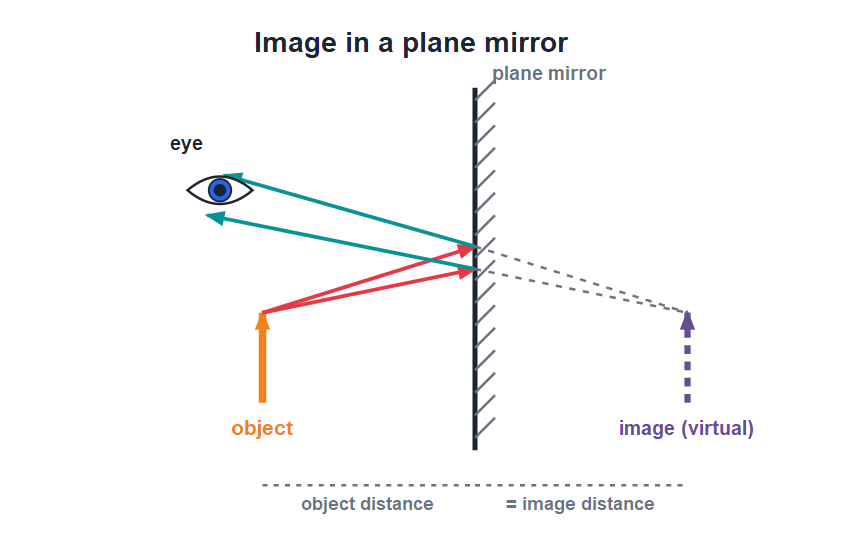 Image in a plane mirror
plane mirror
eye
object
image (virtual)
object distance
= image distance